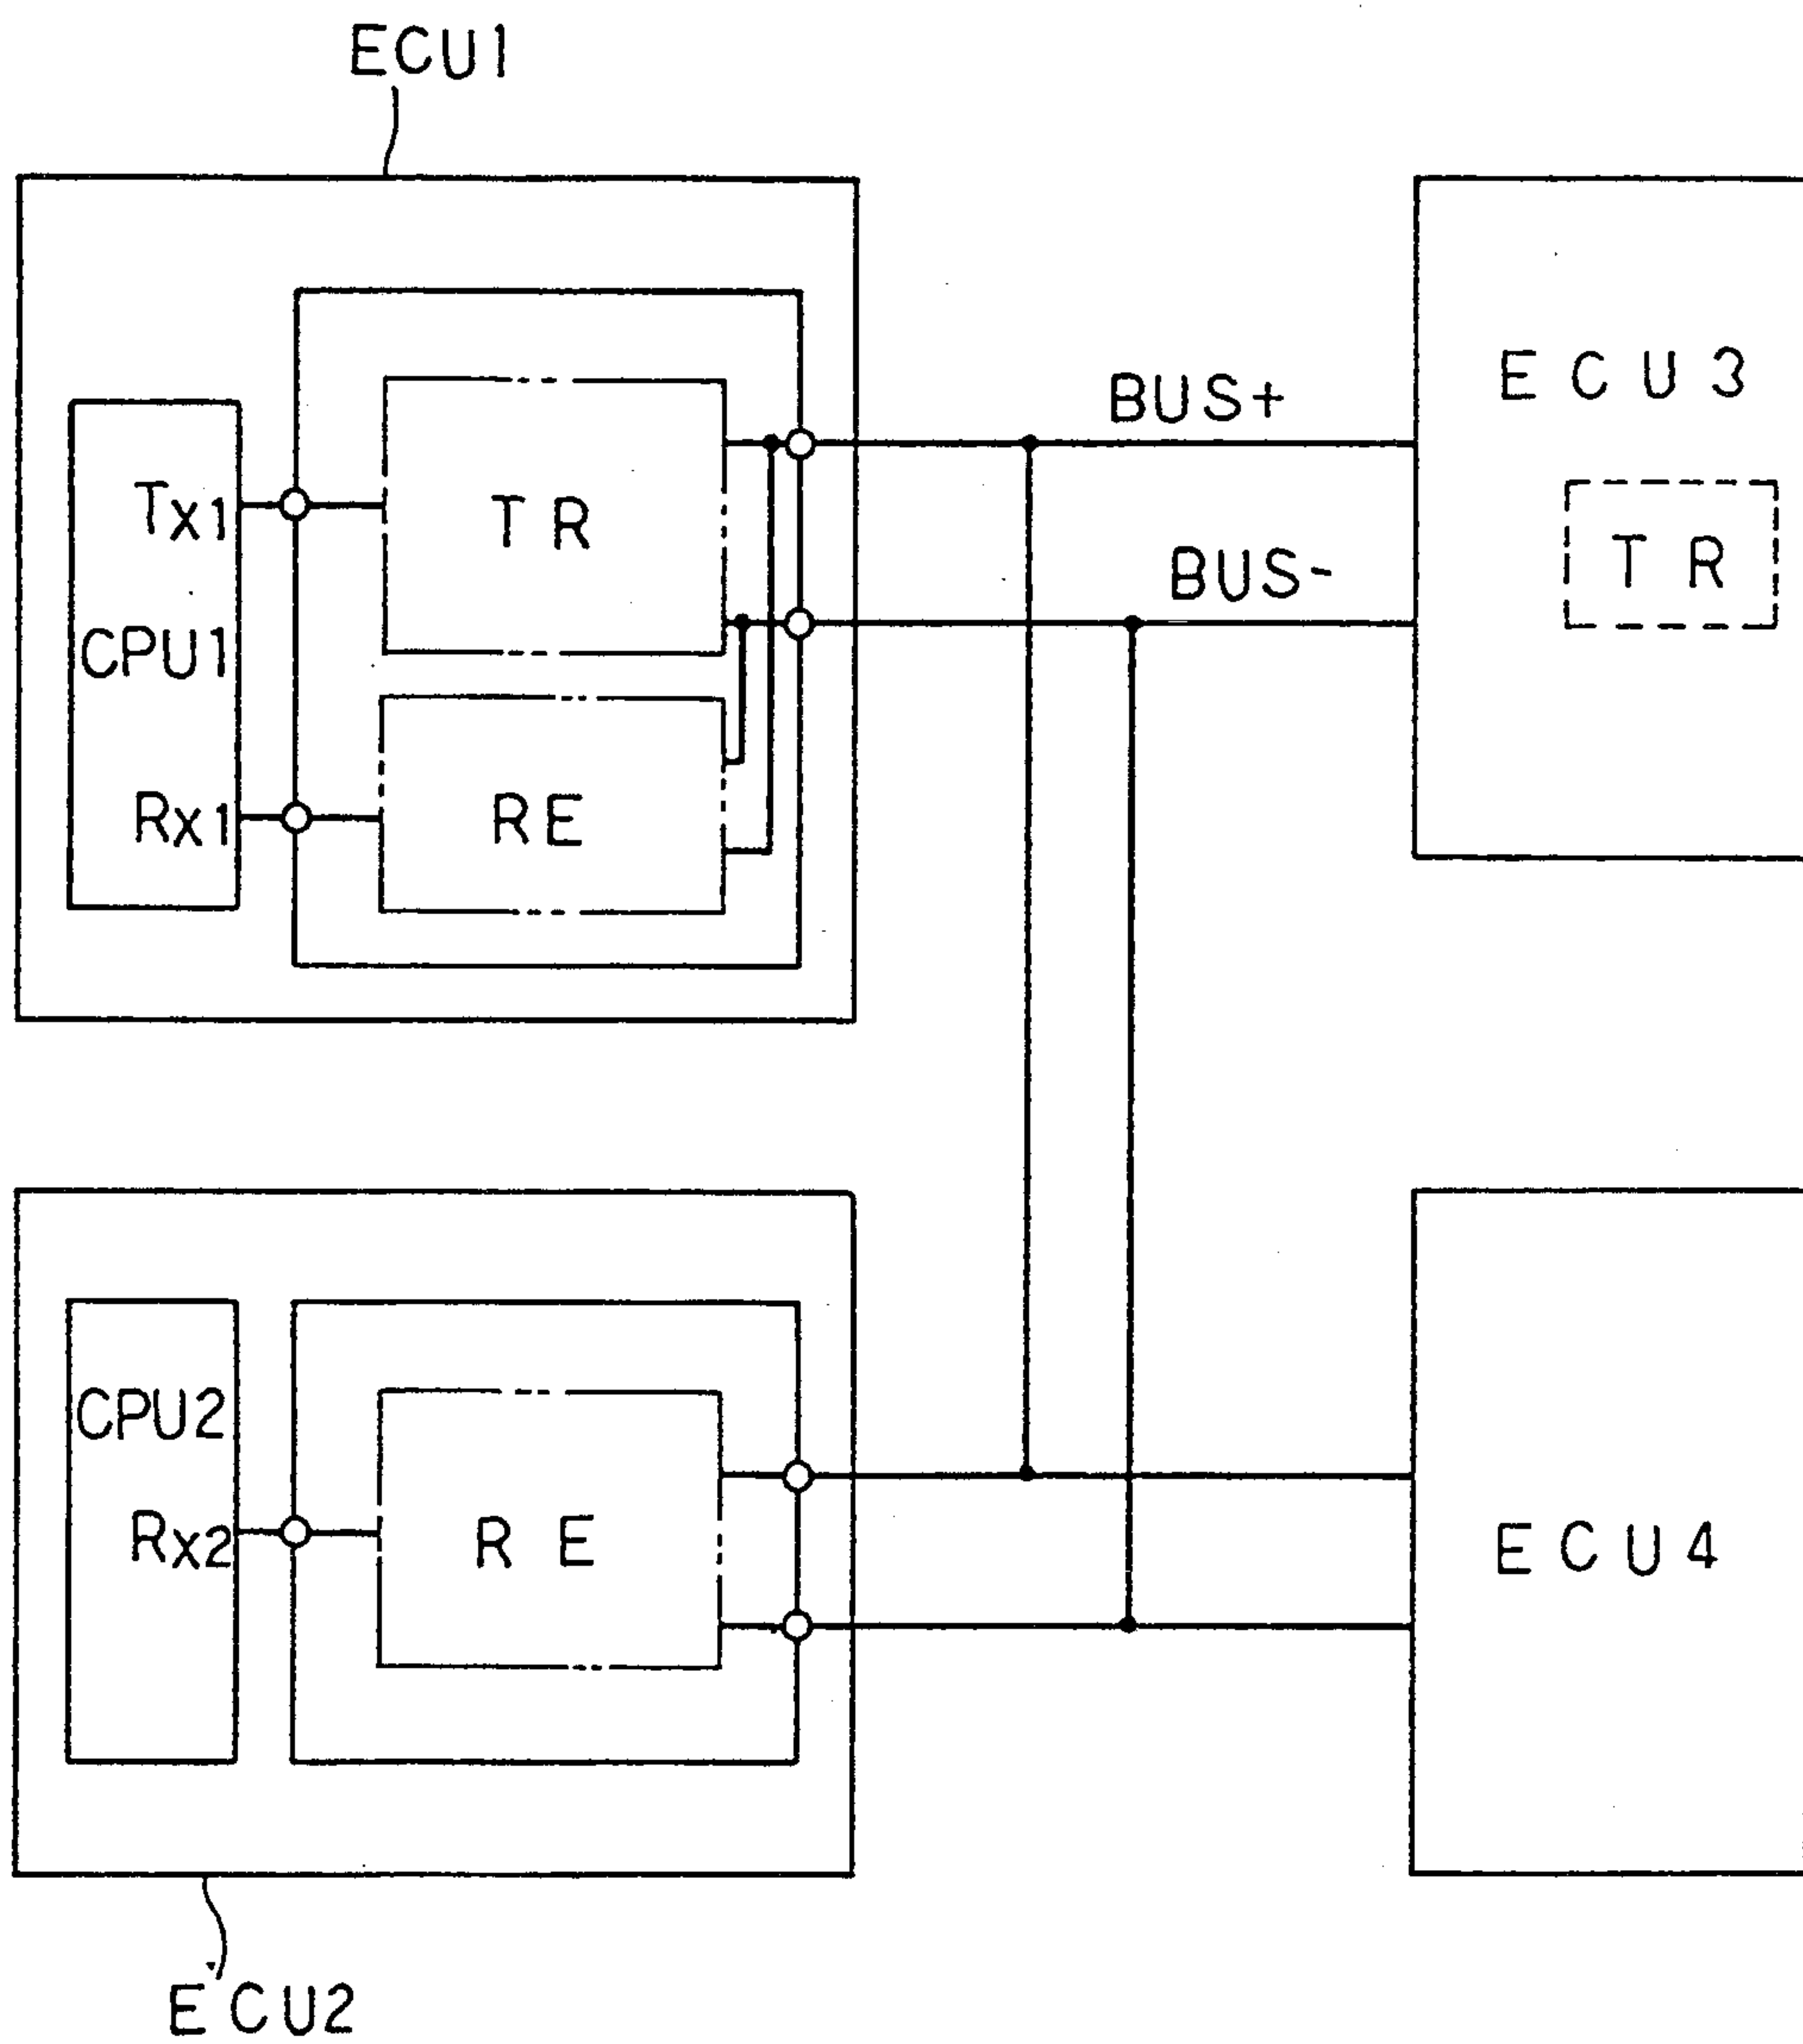 ECU1
ECU3
BUS+
Tx1
TR
TR
BUS-
CPU1
Rx1
RE
CPU2
Rx2
RE
ECU4
ECU2